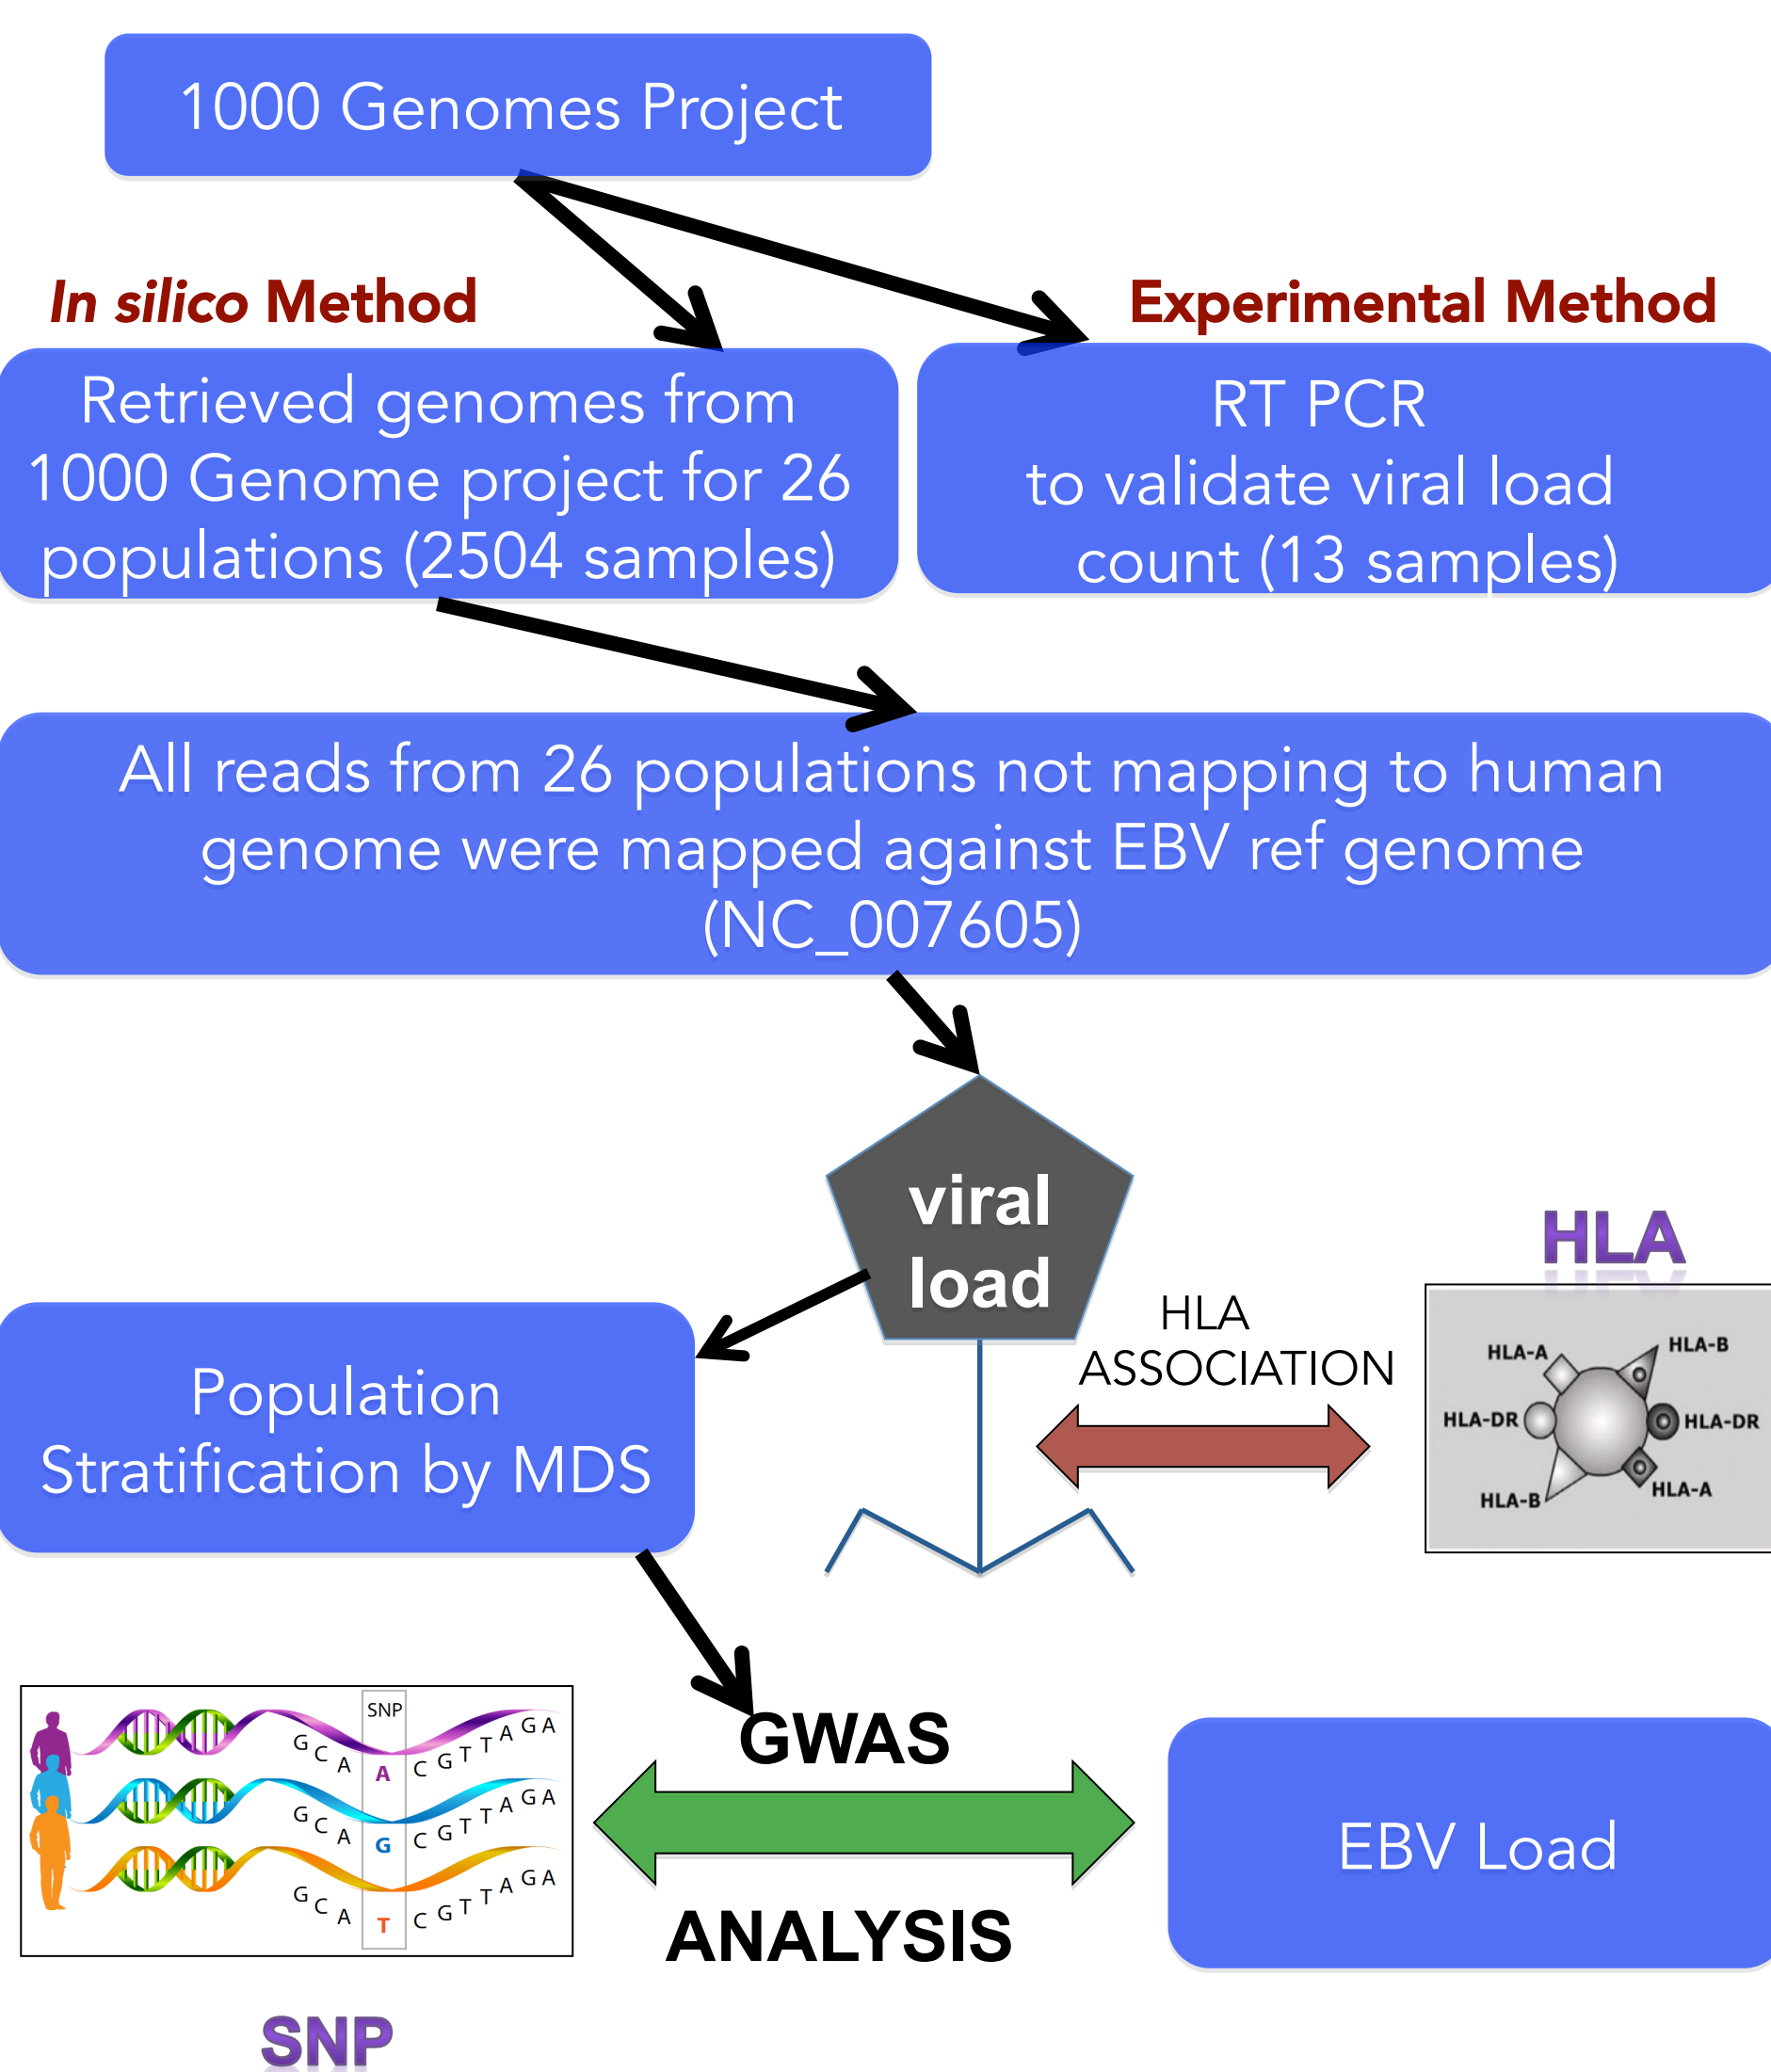 1000 Genomes Project
In silico Method
Experimental Method
Retrieved genomes from
1000 Genome project for 26
populations (2504 samples)
RT PCR
to validate viral load
count (13 samples)
All reads from 26 populations not mapping to human
genome were mapped against EBV ref genome
(NC_007605)
viral
load
HLA
ASSOCIATION
HLA
HLA-A
HLA-B
HLA-DR
HLA-DR
HLA-B
HLA-A
Population
Stratification by MDS
GWAS
ANALYSIS
SNP
G C A A C G T T A G A
G C A G C G T T A G A
G C A T C G T T A G A
SNP
EBV Load